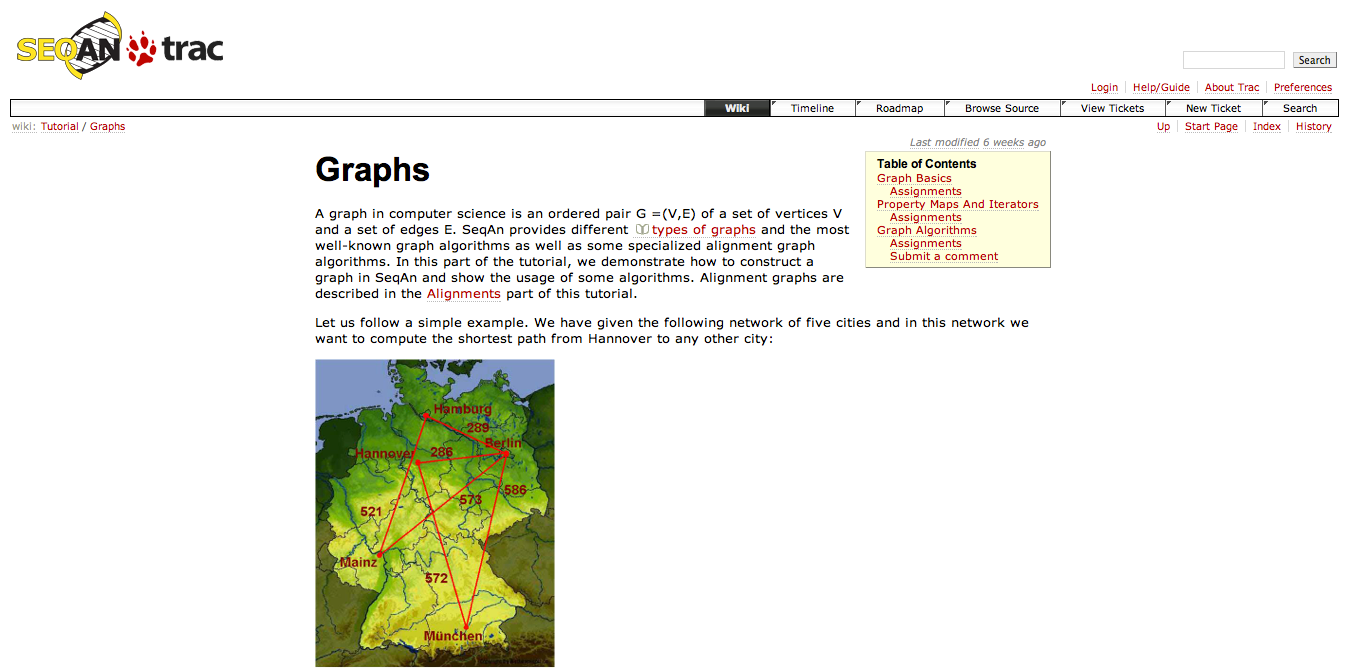 SEQAN trac
Search
Login Help/Guide About Trac Preferences
Wiki Timeline Roadmap Browse Source View Tickets New Ticket Search
wiki: Tutorial / Graphs
Up Start Page Index History
Last modified 6 weeks ago
Graphs
Table of Contents
Graph Basics
Assignments
Property Maps And Iterators
Assignments
Graph Algorithms
Assignments
Submit a comment
A graph in computer science is an ordered pair G =(V,E) of a set of vertices V
and a set of edges E. SeqAn provides different types of graphs and the most
well-known graph algorithms as well as some specialized alignment graph
algorithms. In this part of the tutorial, we demonstrate how to construct a
graph in SeqAn and show the usage of some algorithms. Alignment graphs are
described in the Alignments part of this tutorial.
Let us follow a simple example. We have given the following network of five cities and in this network we
want to compute the shortest path from Hannover to any other city:
Hamburg
289
Berlin
Hannover 286
586
573
521
Mainz
572
München